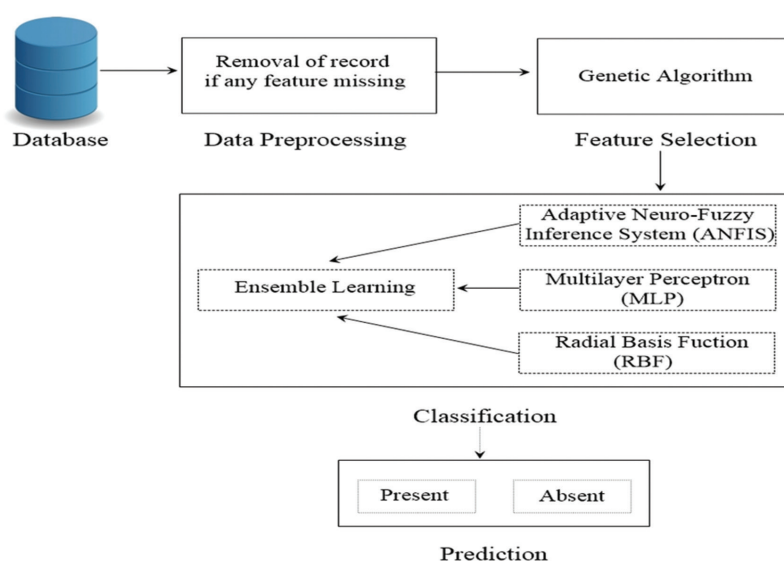 Removal of record
if any feature missing
Genetic Algorithm
Database
Data Preprocessing
Feature Selection
Adaptive Neuro-Fuzzy
Inference System (ANFIS)
Ensemble Learning
Multilayer Perceptron
(MLP)
Radial Basis Fuction
(RBF)
Classification
Present
Absent
Prediction